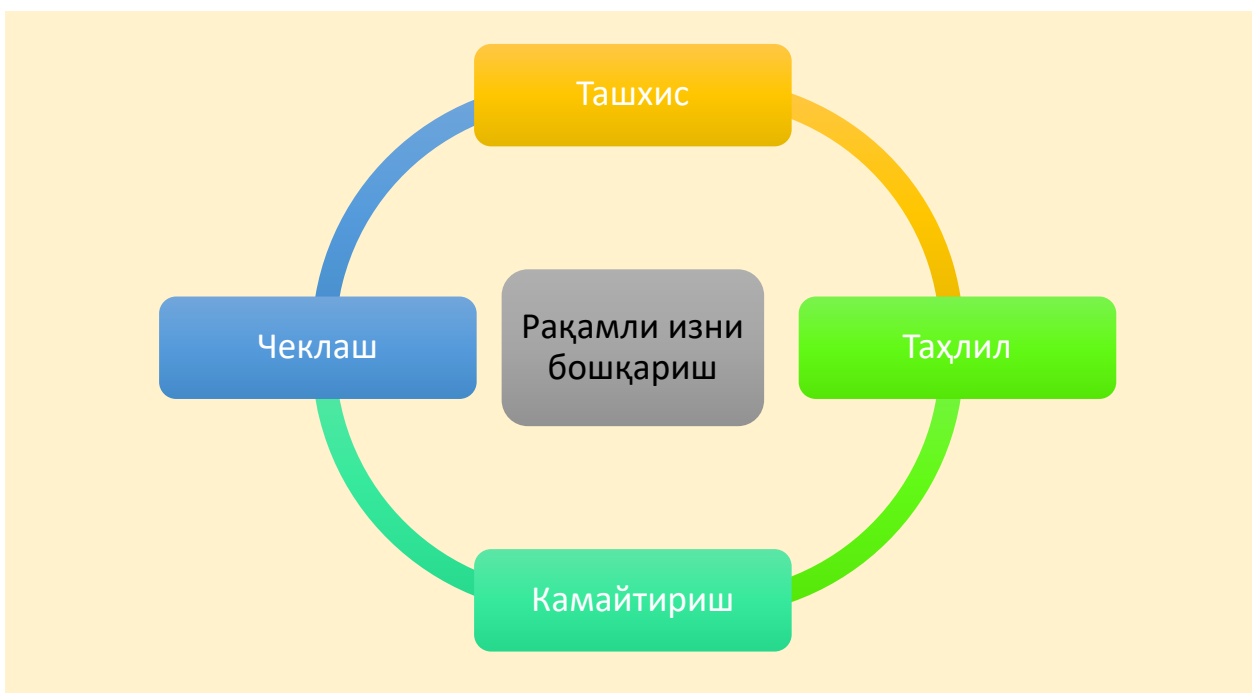 Ташхис
Чеклаш
Рақамли изни
бошқариш
Таҳлил
Камайтириш